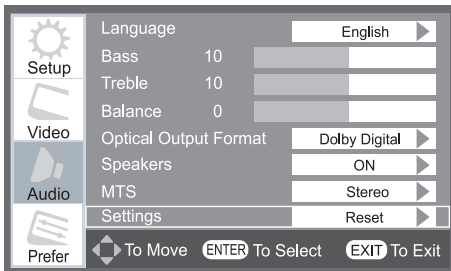 Setup
Video
Audio
Prefer
Language English
Bass 10
Treble 10
Balance 0
Optical Output Format Dolby Digital
Speakers ON
MTS Stereo
Settings Reset
To Move ENTER To Select EXIT To Exit